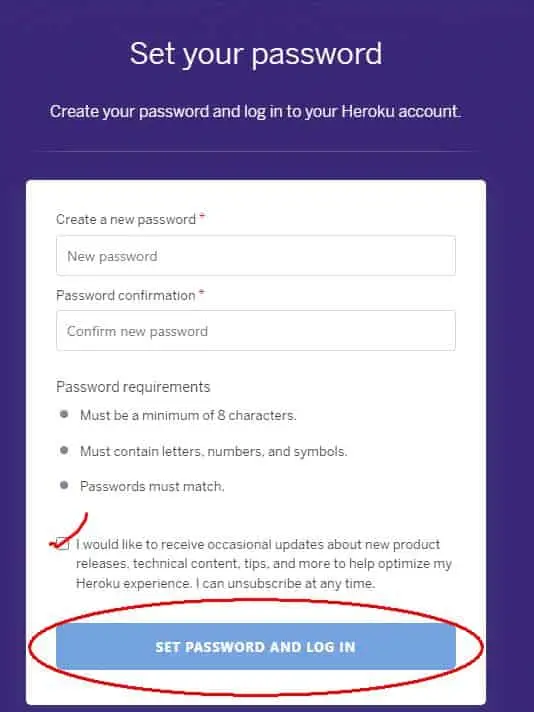 Set your password
Create your password and log in to your Heroku account.
Create a new password *
New password
Password confirmation *
Confirm new password
Password requirements
Must be a minimum of 8 characters.
Must contain letters, numbers, and symbols.
Passwords must match.
I would like to receive occasional updates about new product
releases, technical content, tips, and more to help optimize my
Heroku experience. I can unsubscribe at any time.
SET PASSWORD AND LOG IN